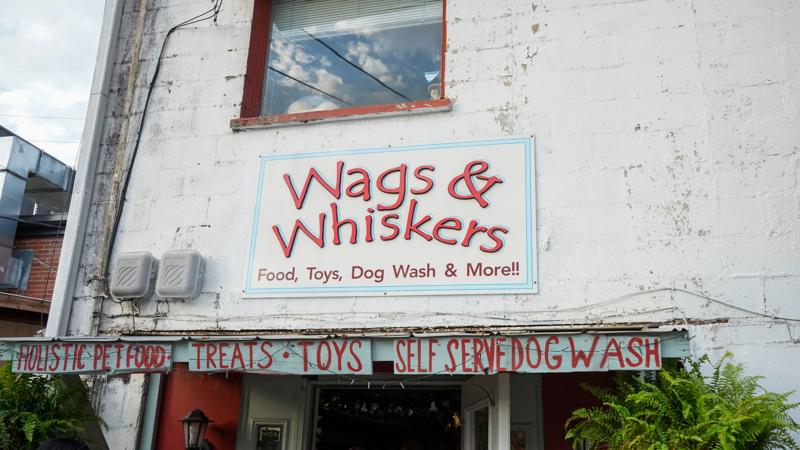 Wags &
Whiskers
Food, Toys, Dog Wash & More!!
HOLISTIC PET FOOD TREATS • TOYS SELF SERVE DOG WASH